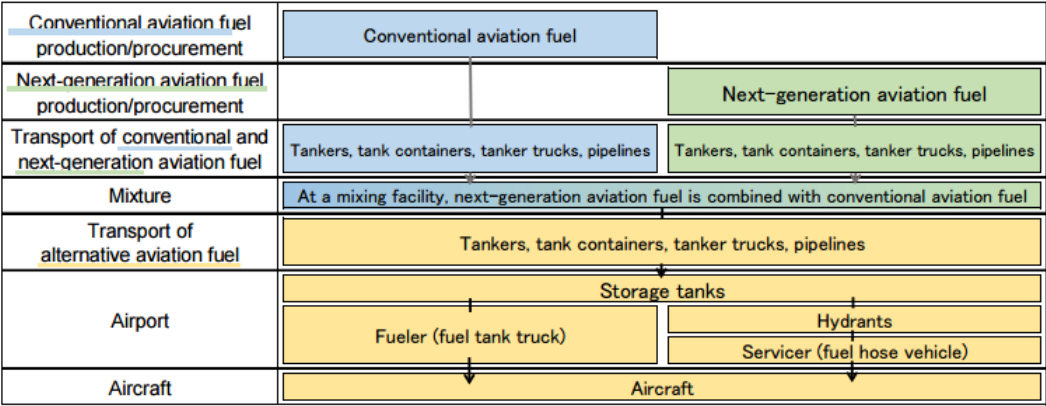 Conventional aviation fuel
production/procurement
Conventional aviation fuel
Next-generation aviation fuel
production/procurement
Next-generation aviation fuel
Transport of conventional and
next-generation aviation fuel
Tankers, tank containers, tanker trucks, pipelines
Tankers, tank containers, tanker trucks, pipelines
Mixture
At a mixing facility, next-generation aviation fuel is combined with conventional aviation fuel
Transport of
alternative aviation fuel
Tankers, tank containers, tanker trucks, pipelines
Airport
Storage tanks
Fueler (fuel tank truck)
Hydrants
Servicer (fuel hose vehicle)
Aircraft
Aircraft